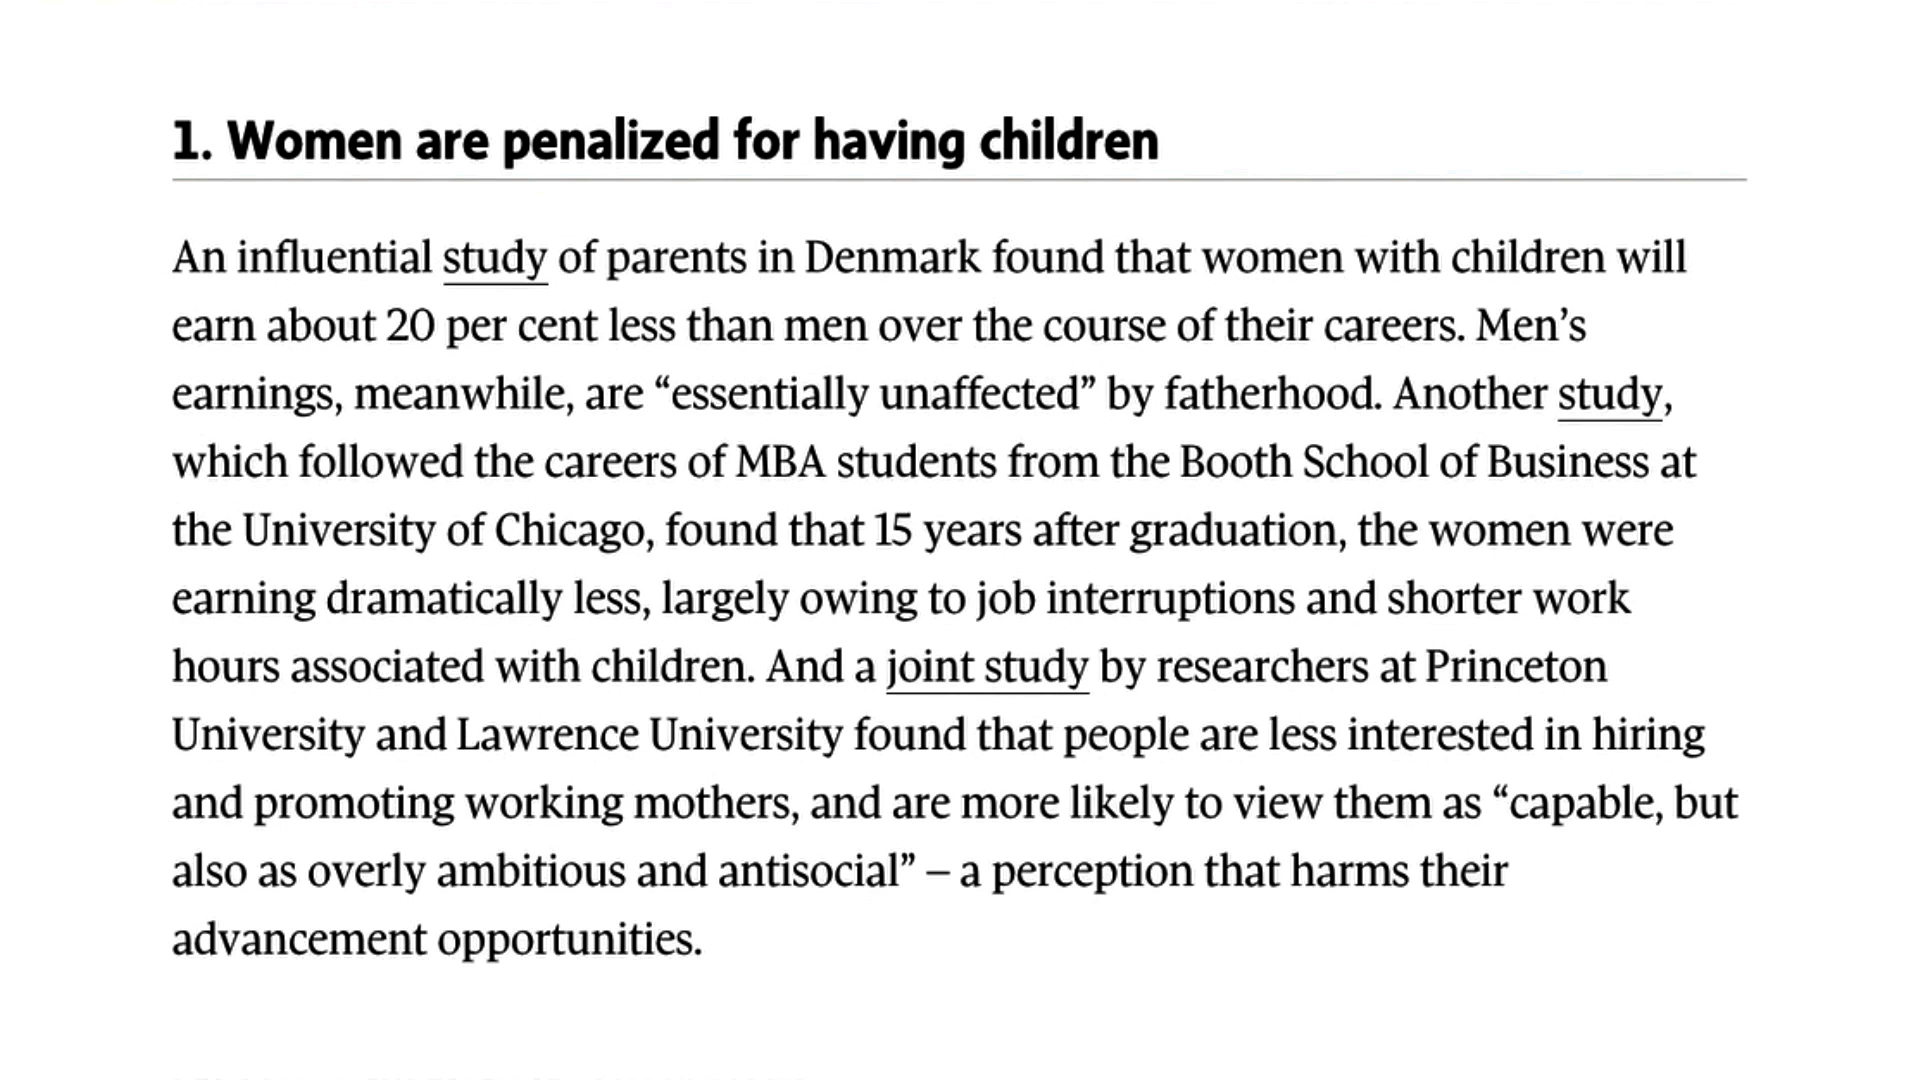 1. Women are penalized for having children
An influential study of parents in Denmark found that women with children will
earn about 20 per cent less than men over the course of their careers. Men’s
earnings, meanwhile, are “essentially unaffected” by fatherhood. Another study,
which followed the careers of MBA students from the Booth School of Business at
the University of Chicago, found that 15 years after graduation, the women were
earning dramatically less, largely owing to job interruptions and shorter work
hours associated with children. And a joint study by researchers at Princeton
University and Lawrence University found that people are less interested in hiring
and promoting working mothers, and are more likely to view them as “capable, but
also as overly ambitious and antisocial” – a perception that harms their
advancement opportunities.